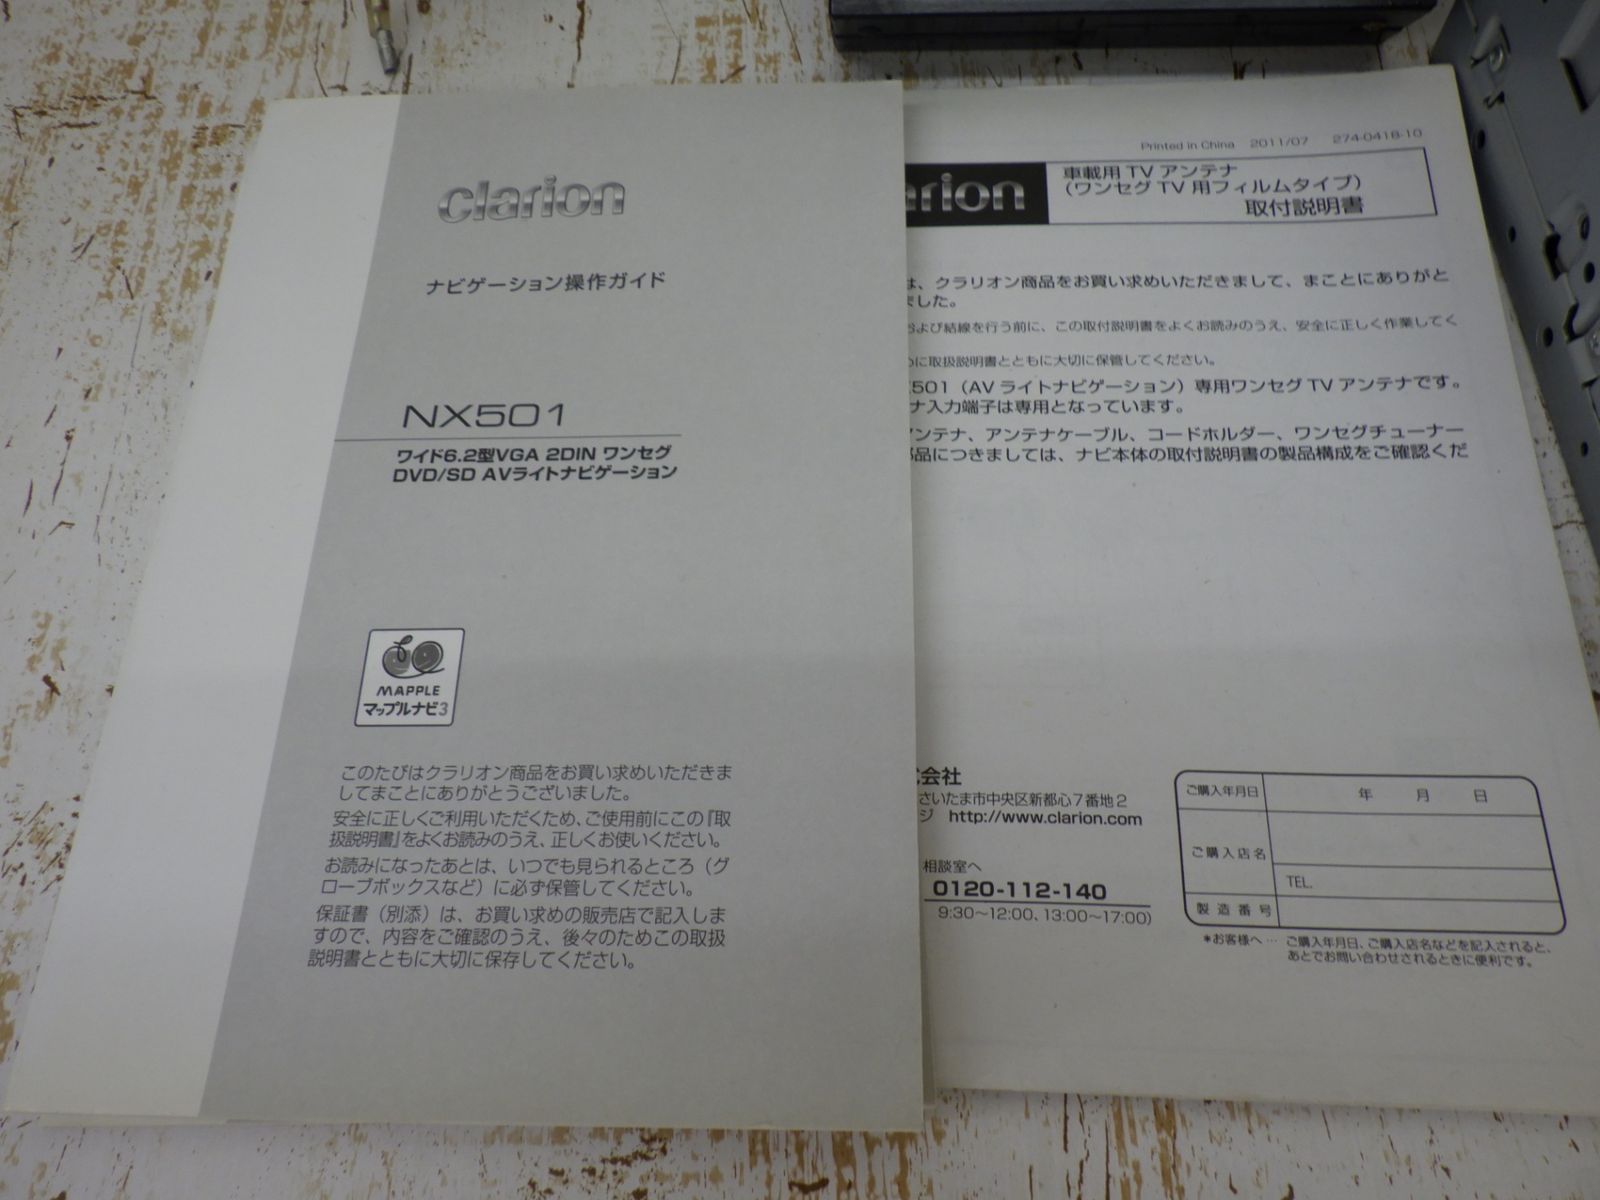 clarion
ナビゲーション操作ガイド
NX501
ワイド6.2型VGA 2DIN ワンセグ
DVD/SD AVライトナビゲーション
MAPPLE
マップルナビ3
このたびはクラリオン商品をお買い求めいただきま
してまことにありがとうございました。
安全に正しくご利用いただくため、ご使用前にこの『取
扱説明書』をよくお読みのうえ、正しくお使いください。
お読みになったあとは、いつでも見られるところ（グ
ローブボックスなど）に必ず保管してください。
保証書（別添）は、お買い求めの販売店で記入しま
すので、内容をご確認のうえ、後々のためこの取扱
説明書とともに大切に保存してください。
Printed in China 2011/07 274-0418-10
arion
車載用 TV アンテナ
（ワンセグ TV 用フィルムタイプ）
取付説明書
は、クラリオン商品をお買い求めいただきまして、まことにありがと
ました。
および結線を行う前に、この取付説明書をよくお読みのうえ、安全に正しく作業してく
に取扱説明書とともに大切に保管してください。
501（AV ライトナビゲーション）専用ワンセグ TV アンテナです。
ナ入力端子は専用となっています。
アンテナ、アンテナケーブル、コードホルダー、ワンセグチューナー
部品につきましては、ナビ本体の取付説明書の製品構成をご確認くだ
会社
さいたま市中央区新都心7番地2
ジ http://www.clarion.com
相談室へ
0120-112-140
9:30～12:00、13:00～17:00)
ご購入年月日 年 月 日
ご購入店名
TEL.
製造番号
*お客様へ … ご購入年月日、ご購入店名などを記入されると、
あとでお問い合わせされるときに便利です。